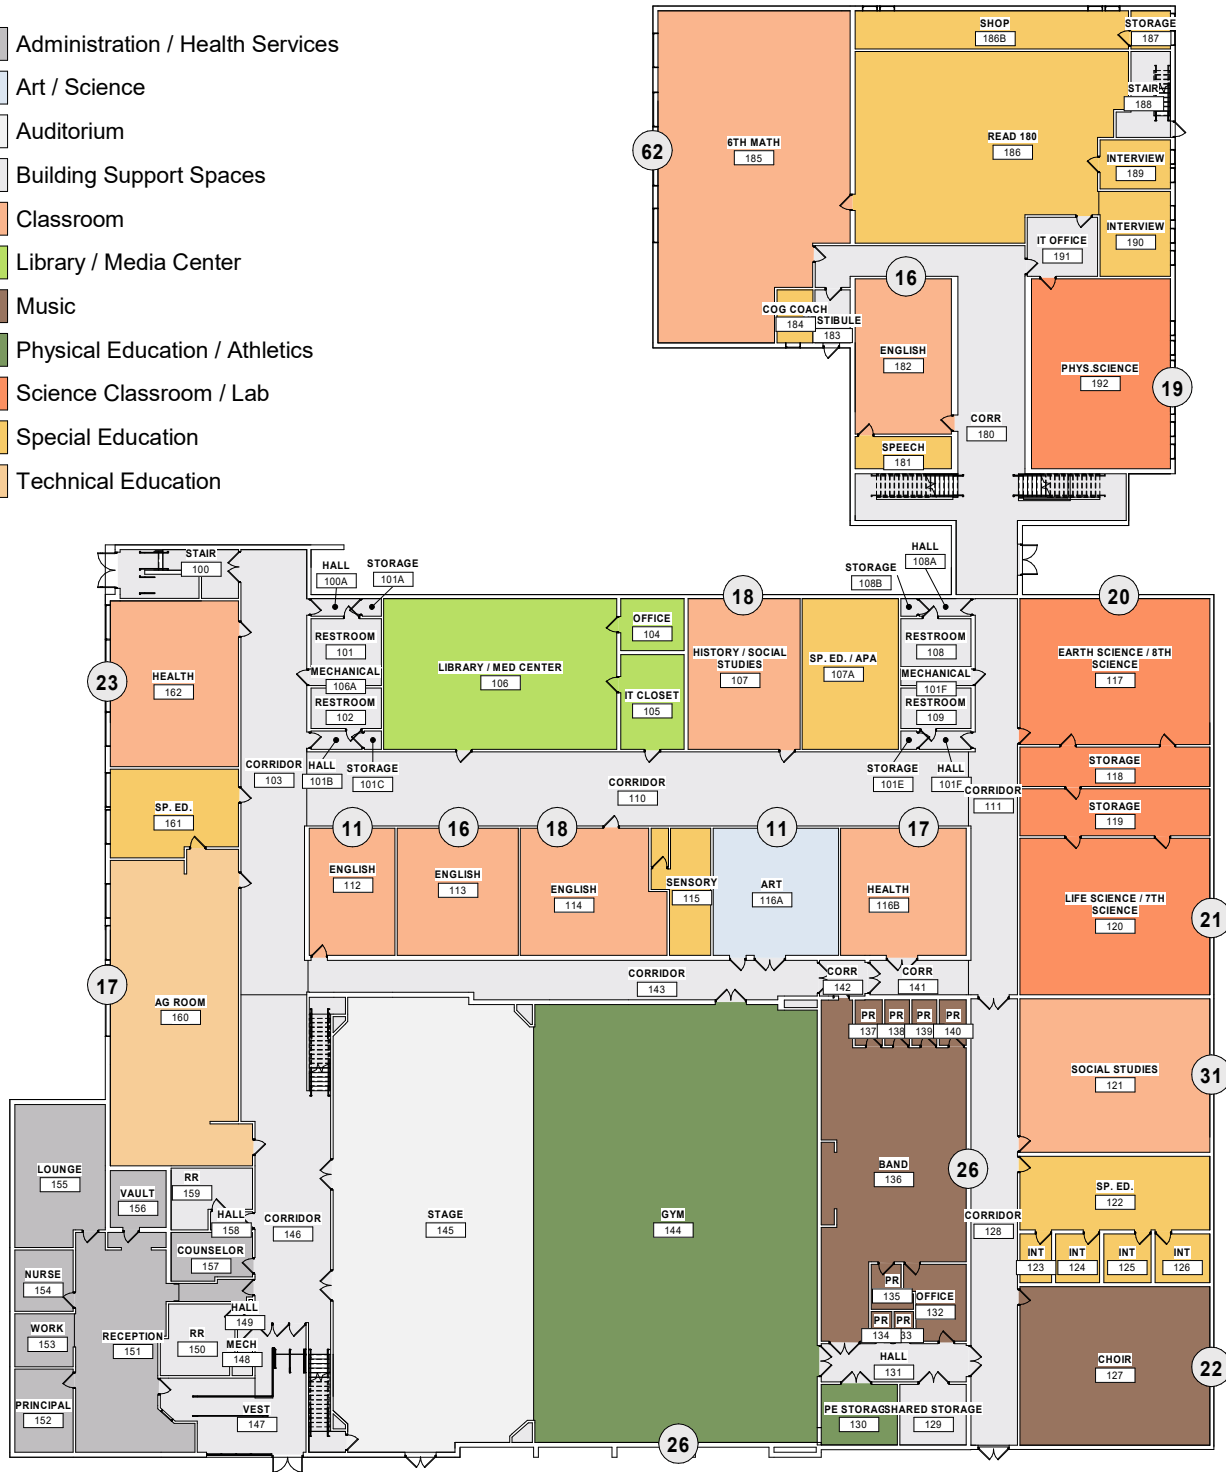 Administration / Health Services
Art / Science
Auditorium
Building Support Spaces
Classroom
Library / Media Center
Music
Physical Education / Athletics
Science Classroom / Lab
Special Education
Technical Education
SHOP
186B
STORAGE
187
STAIR
188
62
6TH MATH
185
READ 180
186
INTERVIEW
189
INTERVIEW
190
IT OFFICE
191
16
COG COACH
184
STIBULE
183
ENGLISH
182
PHYS.SCIENCE
192
19
CORR
180
SPEECH
181
STAIR
100
HALL
100A
STORAGE
101A
HALL
108A
STORAGE
108B
18
20
RESTROOM
101
MECHANICAL
106A
RESTROOM
102
LIBRARY / MED CENTER
106
OFFICE
104
IT CLOSET
105
HISTORY / SOCIAL
STUDIES
107
SP. ED. / APA
107A
RESTROOM
108
MECHANICAL
101F
RESTROOM
109
EARTH SCIENCE / 8TH
SCIENCE
117
23
HEALTH
162
CORRIDOR
103
HALL
101B
STORAGE
101C
CORRIDOR
110
STORAGE
101E
HALL
101F
CORRIDOR
111
STORAGE
118
STORAGE
119
SP. ED.
161
11
16
18
11
17
ENGLISH
112
ENGLISH
113
ENGLISH
114
SENSORY
115
ART
116A
HEALTH
116B
LIFE SCIENCE / 7TH
SCIENCE
120
21
17
AG ROOM
160
CORRIDOR
143
CORR
142
CORR
141
PR
137
PR
138
PR
139
PR
140
SOCIAL STUDIES
121
31
LOUNGE
155
VAULT
156
RR
159
HALL
158
COUNSELOR
157
CORRIDOR
146
STAGE
145
GYM
144
BAND
136
26
CORRIDOR
128
SP. ED.
122
INT
123
INT
124
INT
125
INT
126
NURSE
154
WORK
153
RECEPTION
151
HALL
149
RR
150
MECH
148
PRINCIPAL
152
VEST
147
PR
135
OFFICE
132
PR
134
PR
33
HALL
131
CHOIR
127
22
PE STORAG
130
SHARED STORAGE
129
26